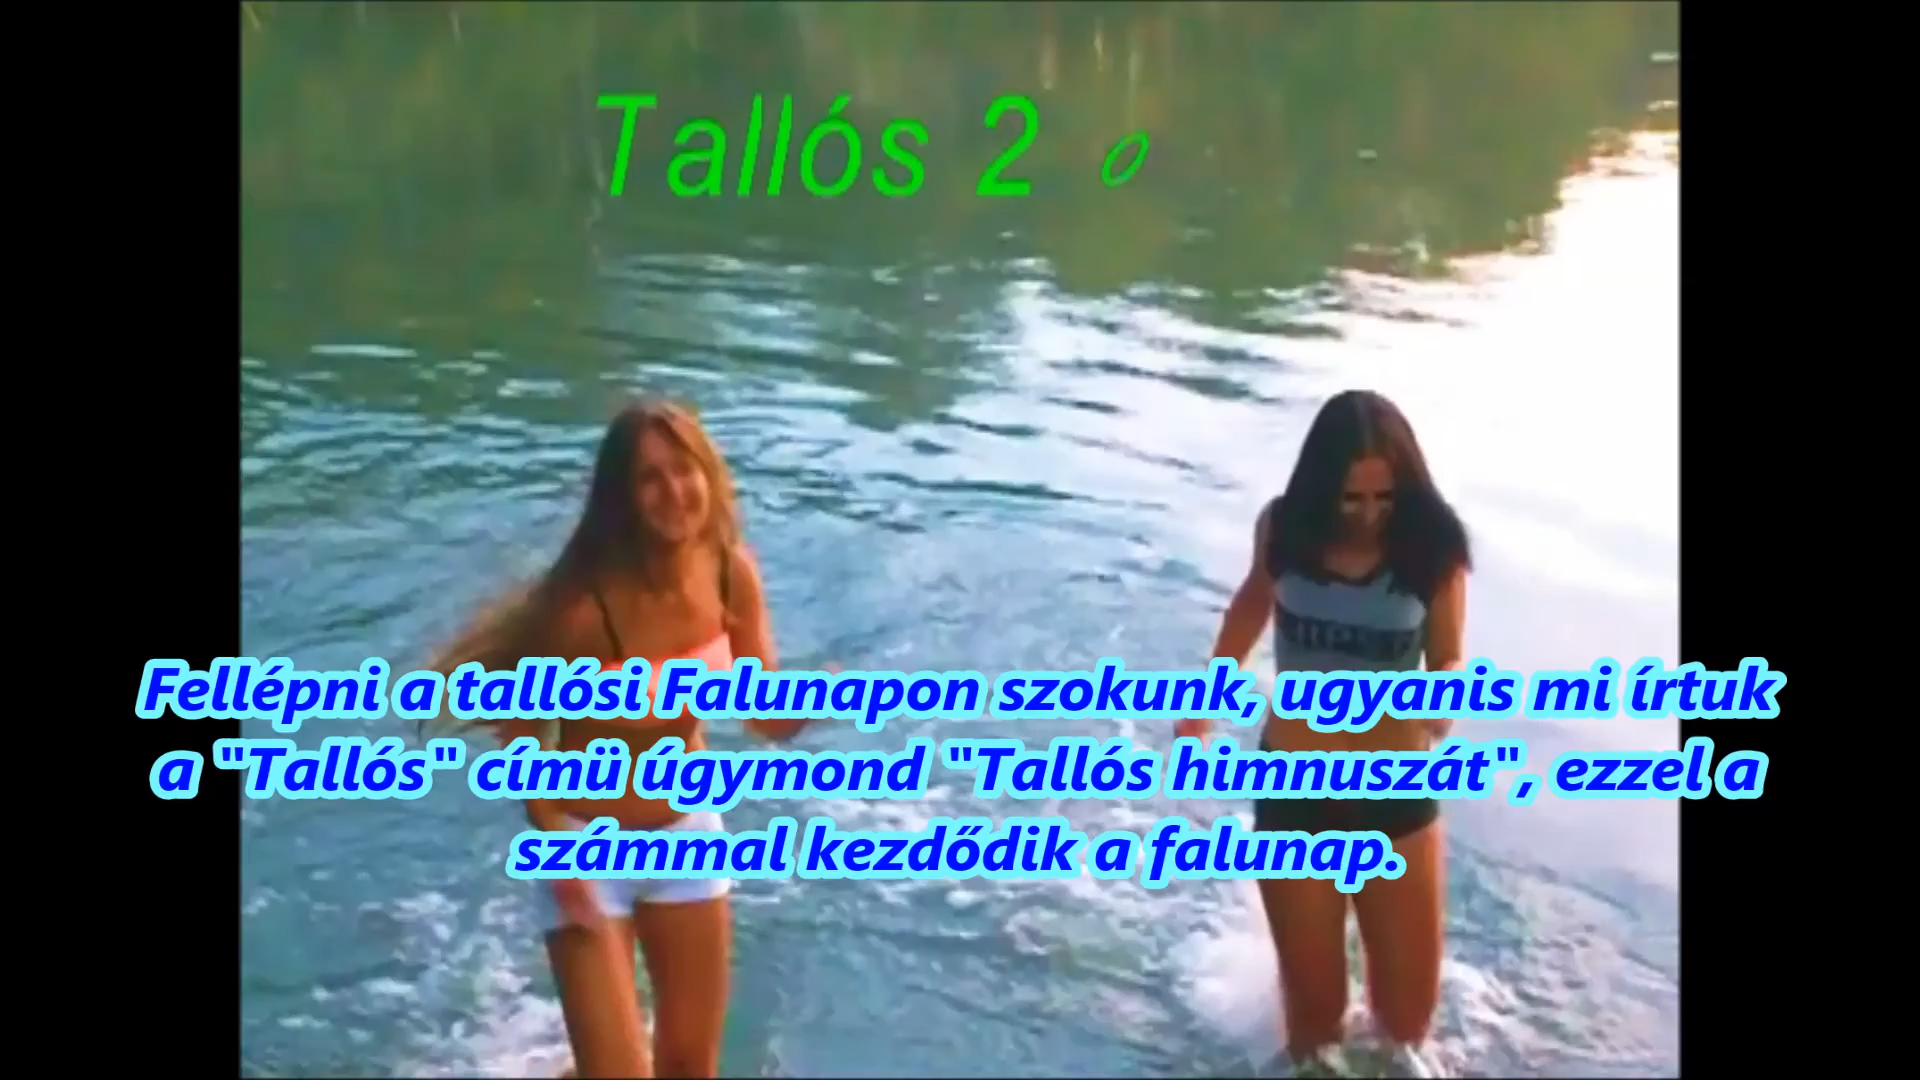 Tallós 2 0
Fellépni a tallósi Falunapon szokunk, ugyanis mi írtuk
a "Tallós" címü úgymond "Tallós himnuszát", ezzel a
számmal kezdődik a falunap.